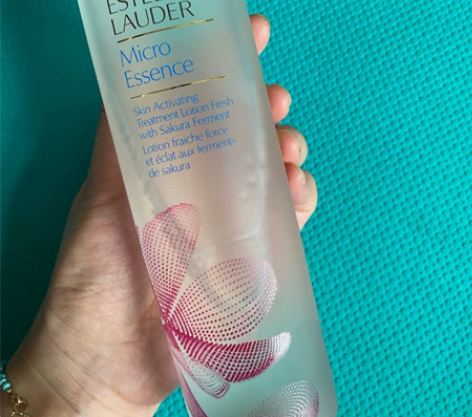 ESTEE
LAUDER
Micro
Essence
Skin Activating
Treatment Lotion Fresh
with Sakura Ferment
Lotion fraîche force
et éclat aux ferments
de sakura